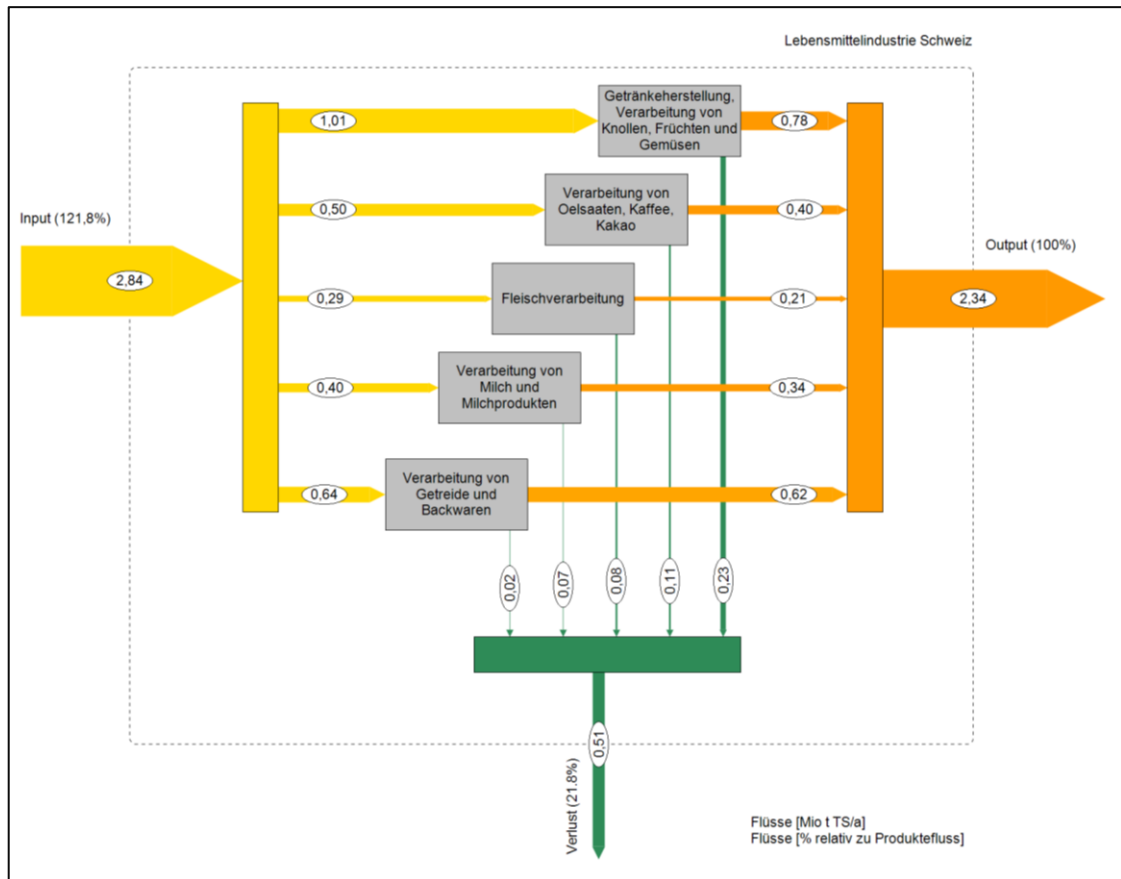 Lebensmittelindustrie Schweiz
Getränkeherstellung,
Verarbeitung von
Knollen, Früchten und
Gemüsen
1,01
0,78
Verarbeitung von
Oelsaaten, Kaffee,
Kakao
0,50
0,40
Input (121,8%)
2,84
Output (100%)
2,34
0,29
Fleischverarbeitung
0,21
Verarbeitung von
Milch und
Milchprodukten
0,40
0,34
Verarbeitung von
Getreide und
Backwaren
0,64
0,62
0,02
0,07
0,08
0,11
0,23
0,51
Verlust (21.8%)
Flüsse [Mio t TS/a]
Flüsse [% relativ zu Produktefluss]